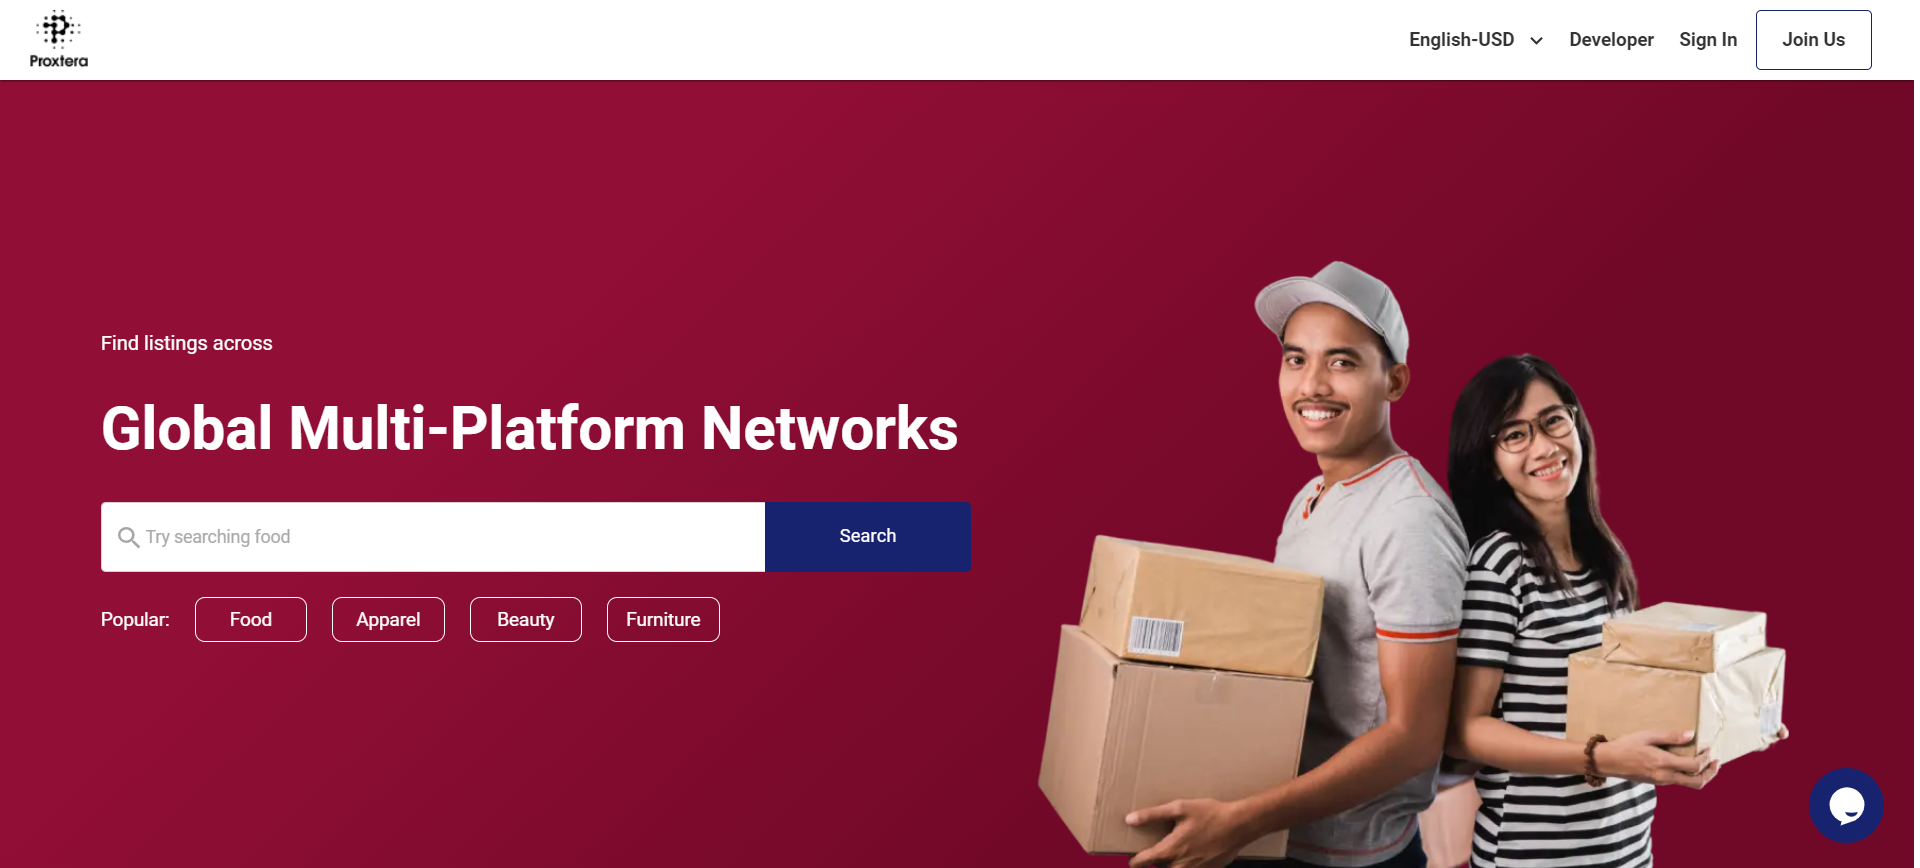 Proxtera
English-USD
Developer
Sign In
Join Us
Find listings across
Global Multi-Platform Networks
Try searching food
Search
Popular:
Food
Apparel
Beauty
Furniture